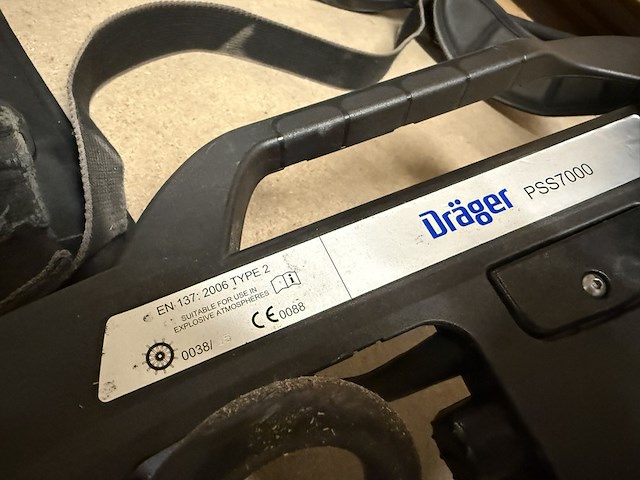 Dräger PSS7000
EN 137: 2006 TYPE 2
SUITABLE FOR USE IN
EXPLOSIVE ATMOSPHERES
0038/
CE 0088